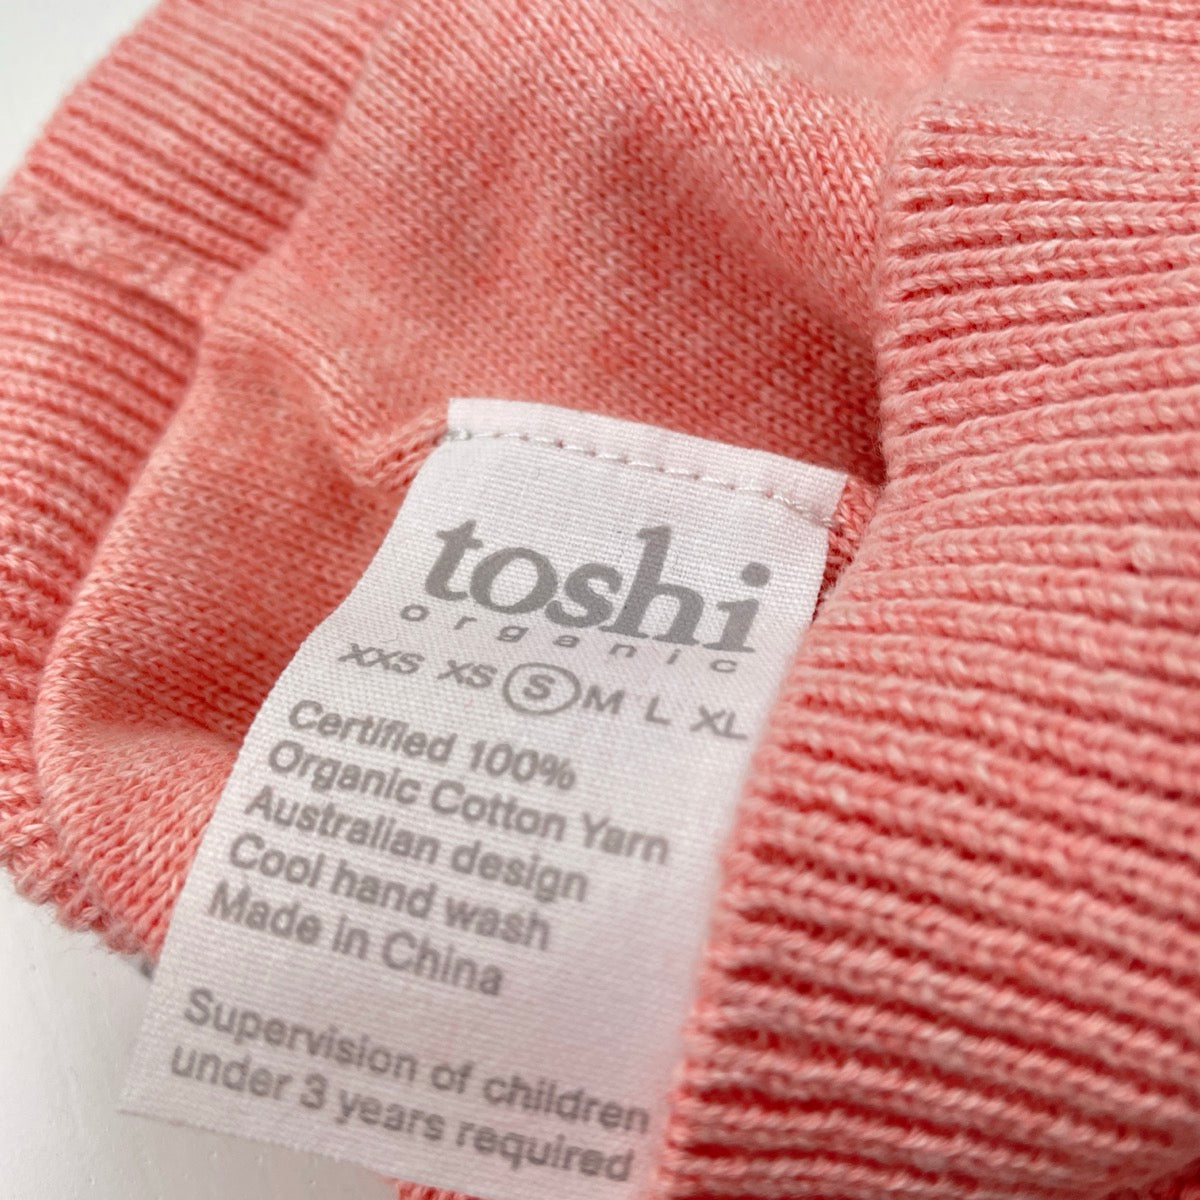 toshi
organic
XXS XS S M L XL
Certified 100%
Organic Cotton Yarn
Australian design
Cool hand wash
Made in China
Supervision of children
under 3 years required